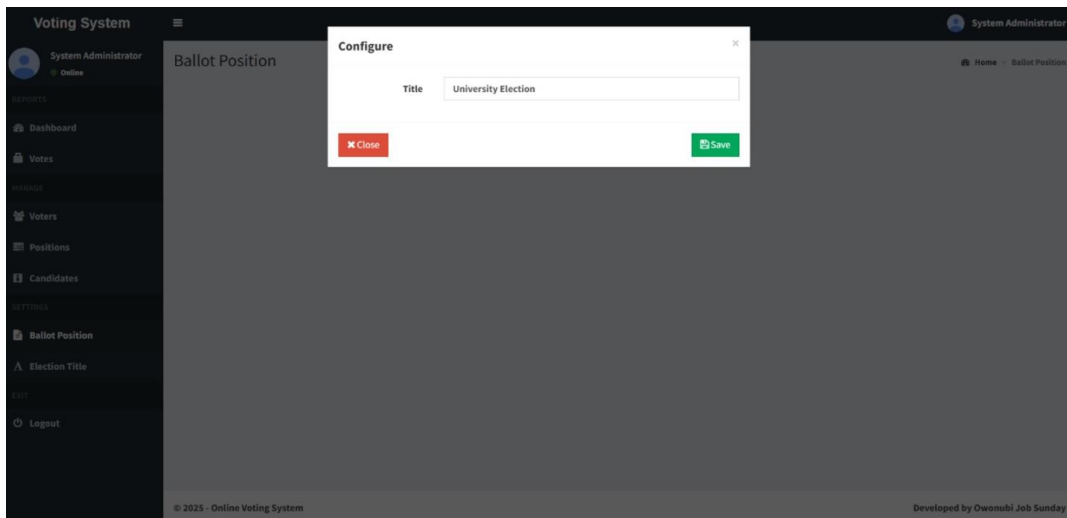 Voting System
System Administrator
Configure
×
System Administrator
Online
Ballot Position
Home > Ballot Position
Title
University Election
REPORTS
Dashboard
Close
Save
Votes
MANAGE
Voters
Positions
Candidates
SETTINGS
Ballot Position
Election Title
EXIT
Logout
© 2025 - Online Voting System
Developed by Owonubi Job Sunday